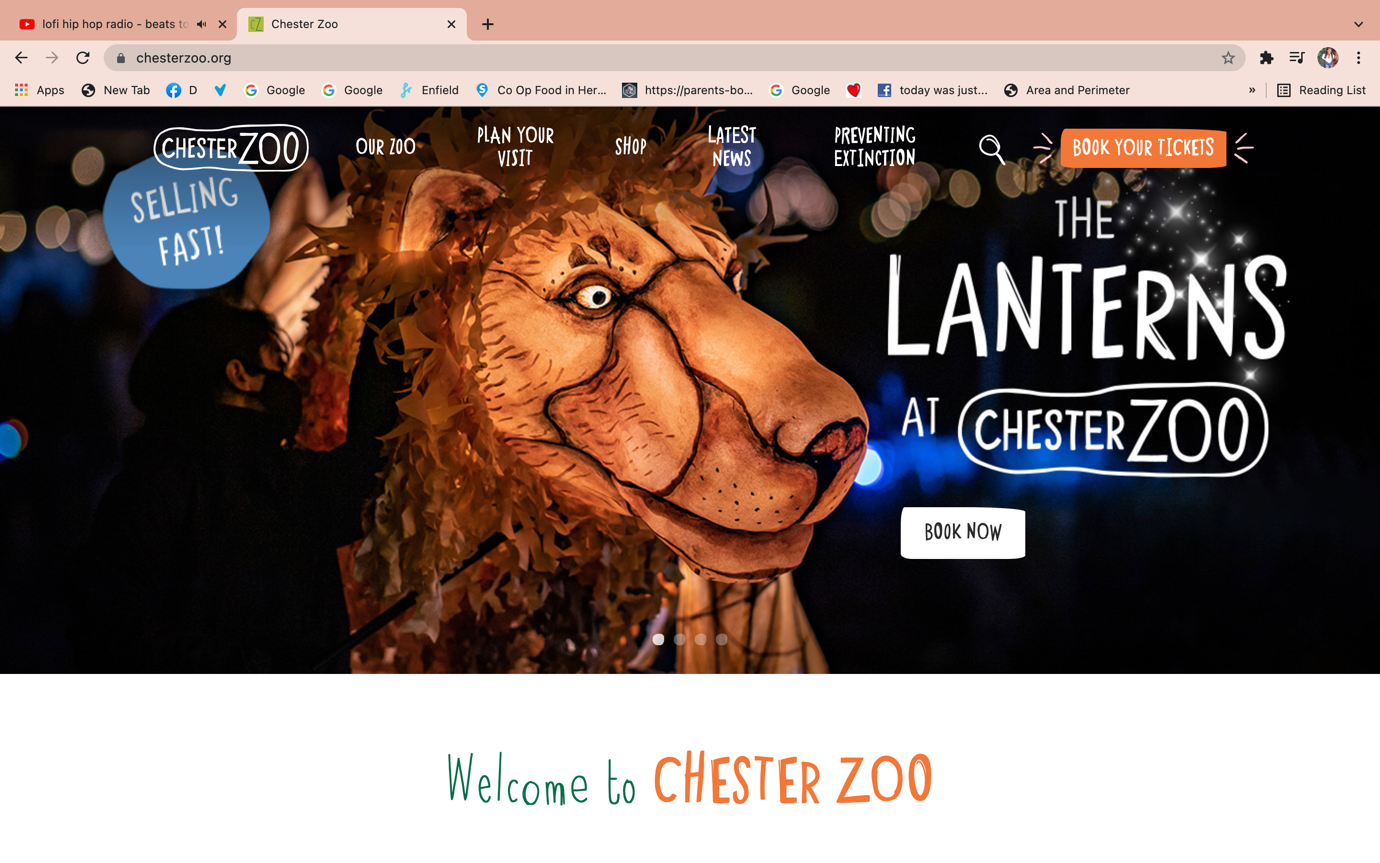 lofi hip hop radio - beats to
Chester Zoo
chesterzoo.org
Apps
New Tab
D
Google
Google
Enfield
Co Op Food in Her...
https://parents-bo...
Google
today was just...
Area and Perimeter
»
Reading List
CHESTER ZOO
OUR ZOO
PLAN YOUR
VISIT
SHOP
LATEST
NEWS
PREVENTING
EXTINCTION
BOOK YOUR TICKETS
SELLING
FAST!
THE
LANTERNS
AT CHESTER ZOO
BOOK NOW
Welcome to CHESTER ZOO